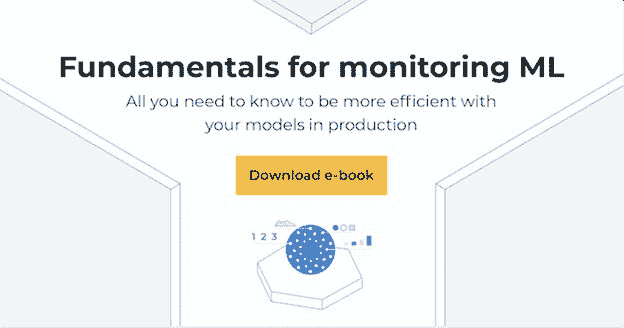 Fundamentals for monitoring ML
All you need to know to be more efficient with
your models in production
Download e-book
1 2 3